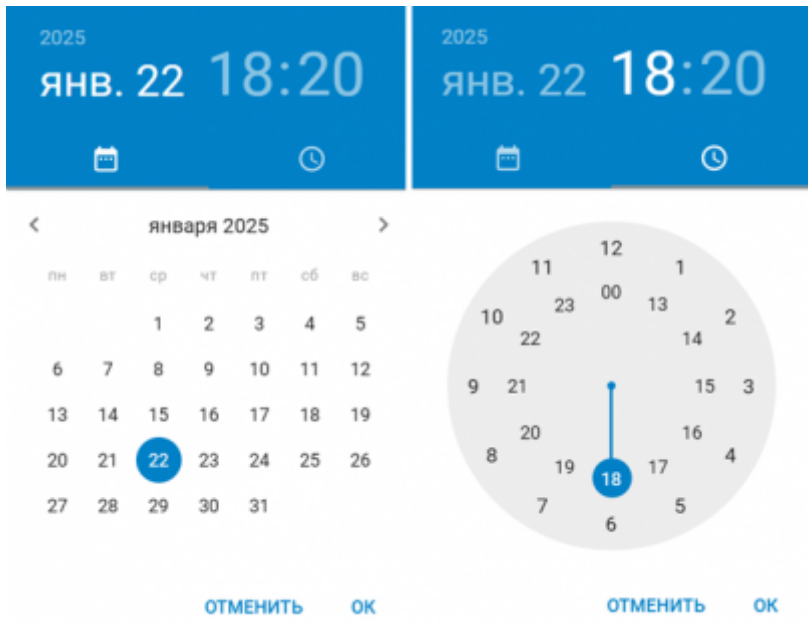 2025
янв. 22 18:20
января 2025
пн вт ср чт пт сб вс
1 2 3 4 5
6 7 8 9 10 11 12
13 14 15 16 17 18 19
20 21 22 23 24 25 26
27 28 29 30 31
ОТМЕНИТЬ ОК
2025
янв. 22 18:20
12
11 1
00
23 13
10 2
22 14
9 21 15 3
20 16
8 4
19 17
18
7 5
6
ОТМЕНИТЬ ОК